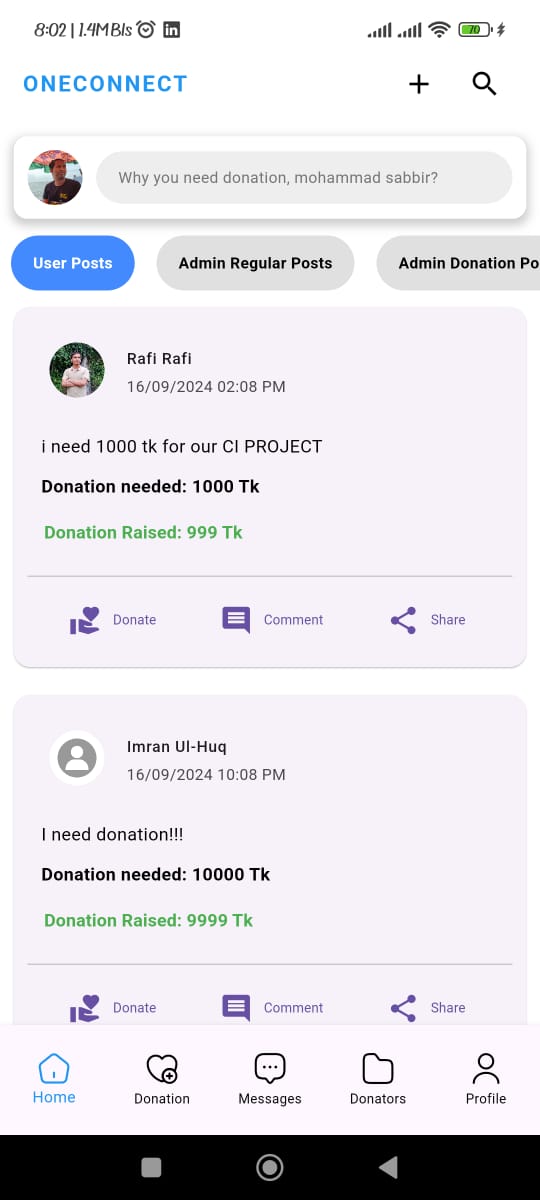 8:02 | 1.4MB/s
70
ONECONNECT
Why you need donation, mohammad sabbir?
User Posts
Admin Regular Posts
Admin Donation Po
Rafi Rafi
16/09/2024 02:08 PM
i need 1000 tk for our CI PROJECT
Donation needed: 1000 Tk
Donation Raised: 999 Tk
Donate
Comment
Share
Imran Ul-Huq
16/09/2024 10:08 PM
I need donation!!!
Donation needed: 10000 Tk
Donation Raised: 9999 Tk
Donate
Comment
Share
Home
Donation
Messages
Donators
Profile